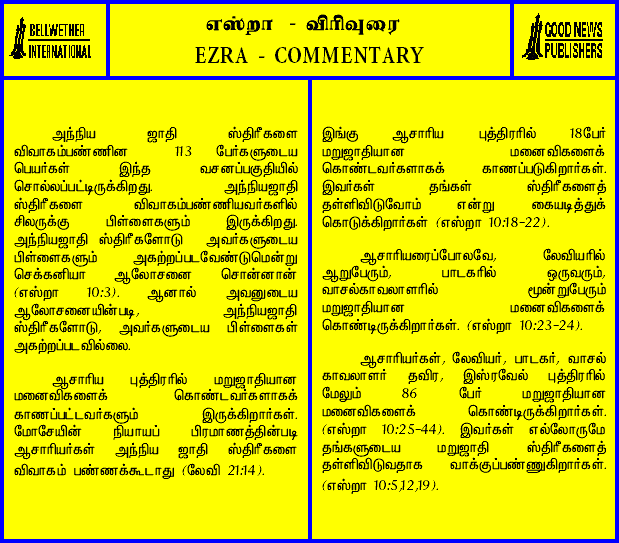 BELLWETHER
INTERNATIONAL
எஸ்றா - விரிவுரை
EZRA - COMMENTARY
GOOD NEWS
PUBLISHERS
அந்நிய ஜாதி ஸ்திரீகளை
விவாகம்பண்ணின 113 பேர்களுடைய
பெயர்கள் இந்த வசனப்பகுதியில்
சொல்லப்பட்டிருக்கிறது. அந்நியஜாதி
ஸ்திரீகளை விவாகம்பண்ணியவர்களில்
சிலருக்கு பிள்ளைகளும் இருக்கிறது.
அந்நியஜாதி ஸ்திரீகளோடு அவர்களுடைய
பிள்ளைகளும் அகற்றப்படவேண்டுமென்று
செக்கனியா ஆலோசனை சொன்னான்
(எஸ்றா 10:3). ஆனால் அவனுடைய
ஆலோசனையின்படி, அந்நியஜாதி
ஸ்திரீகளோடு, அவர்களுடைய பிள்ளைகள்
அகற்றப்படவில்லை.
ஆசாரிய புத்திரரில் மறுஜாதியான
மனைவிகளைக் கொண்டவர்களாகக்
காணப்பட்டவர்களும் இருக்கிறார்கள்.
மோசேயின் நியாயப் பிரமாணத்தின்படி
ஆசாரியர்கள் அந்நிய ஜாதி ஸ்திரீகளை
விவாகம் பண்ணக்கூடாது (லேவி 21:14).
இங்கு ஆசாரிய புத்திரரில் 18பேர்
மறுஜாதியான மனைவிகளைக்
கொண்டவர்களாகக் காணப்படுகிறார்கள்.
இவர்கள் தங்கள் ஸ்திரீகளைத்
தள்ளிவிடுவோம் என்று கையடித்துக்
கொடுக்கிறார்கள் (எஸ்றா 10:18-22).
ஆசாரியரைப்போலவே, லேவியரில்
ஆறுபேரும், பாடகரில் ஒருவரும்,
வாசல்காவலாளரில் மூன்றுபேரும்
மறுஜாதியான மனைவிகளைக்
கொண்டிருக்கிறார்கள். (எஸ்றா 10:23-24).
ஆசாரியர்கள், லேவியர், பாடகர், வாசல்
காவலாளர் தவிர, இஸ்ரவேல் புத்திரரில்
மேலும் 86 பேர் மறுஜாதியான
மனைவிகளைக் கொண்டிருக்கிறார்கள்.
(எஸ்றா 10:25-44). இவர்கள் எல்லோருமே
தங்களுடைய மறுஜாதி ஸ்திரீகளைத்
தள்ளிவிடுவதாக வாக்குப்பண்ணுகிறார்கள்.
(எஸ்றா 10:5,12,19).